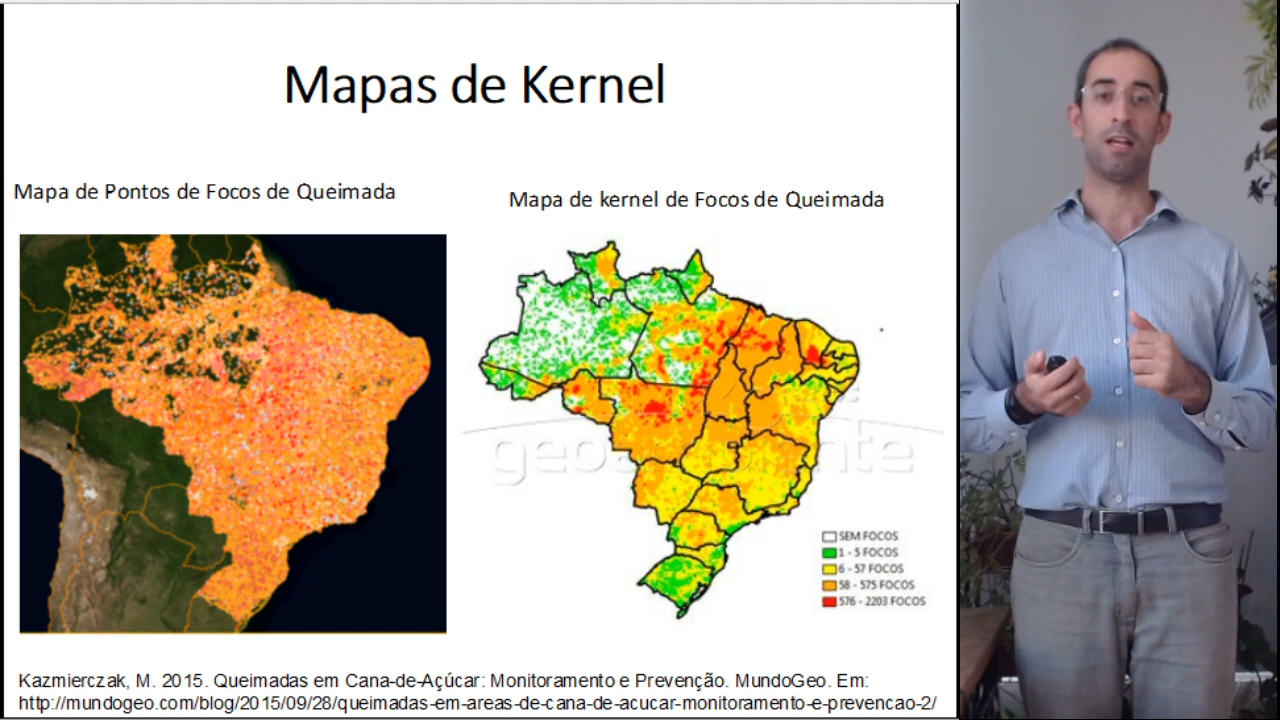 Mapas de Kernel
Mapa de Pontos de Focos de Queimada
Mapa de kernel de Focos de Queimada
SEM FOCOS
1 - 5 FOCOS
6 - 57 FOCOS
58 - 575 FOCOS
576 - 2203 FOCOS
Kazmierczak, M. 2015. Queimadas em Cana-de-Açúcar: Monitoramento e Prevenção. MundoGeo. Em:
http://mundogeo.com/blog/2015/09/28/queimadas-em-areas-de-cana-de-acucar-monitoramento-e-prevencao-2/